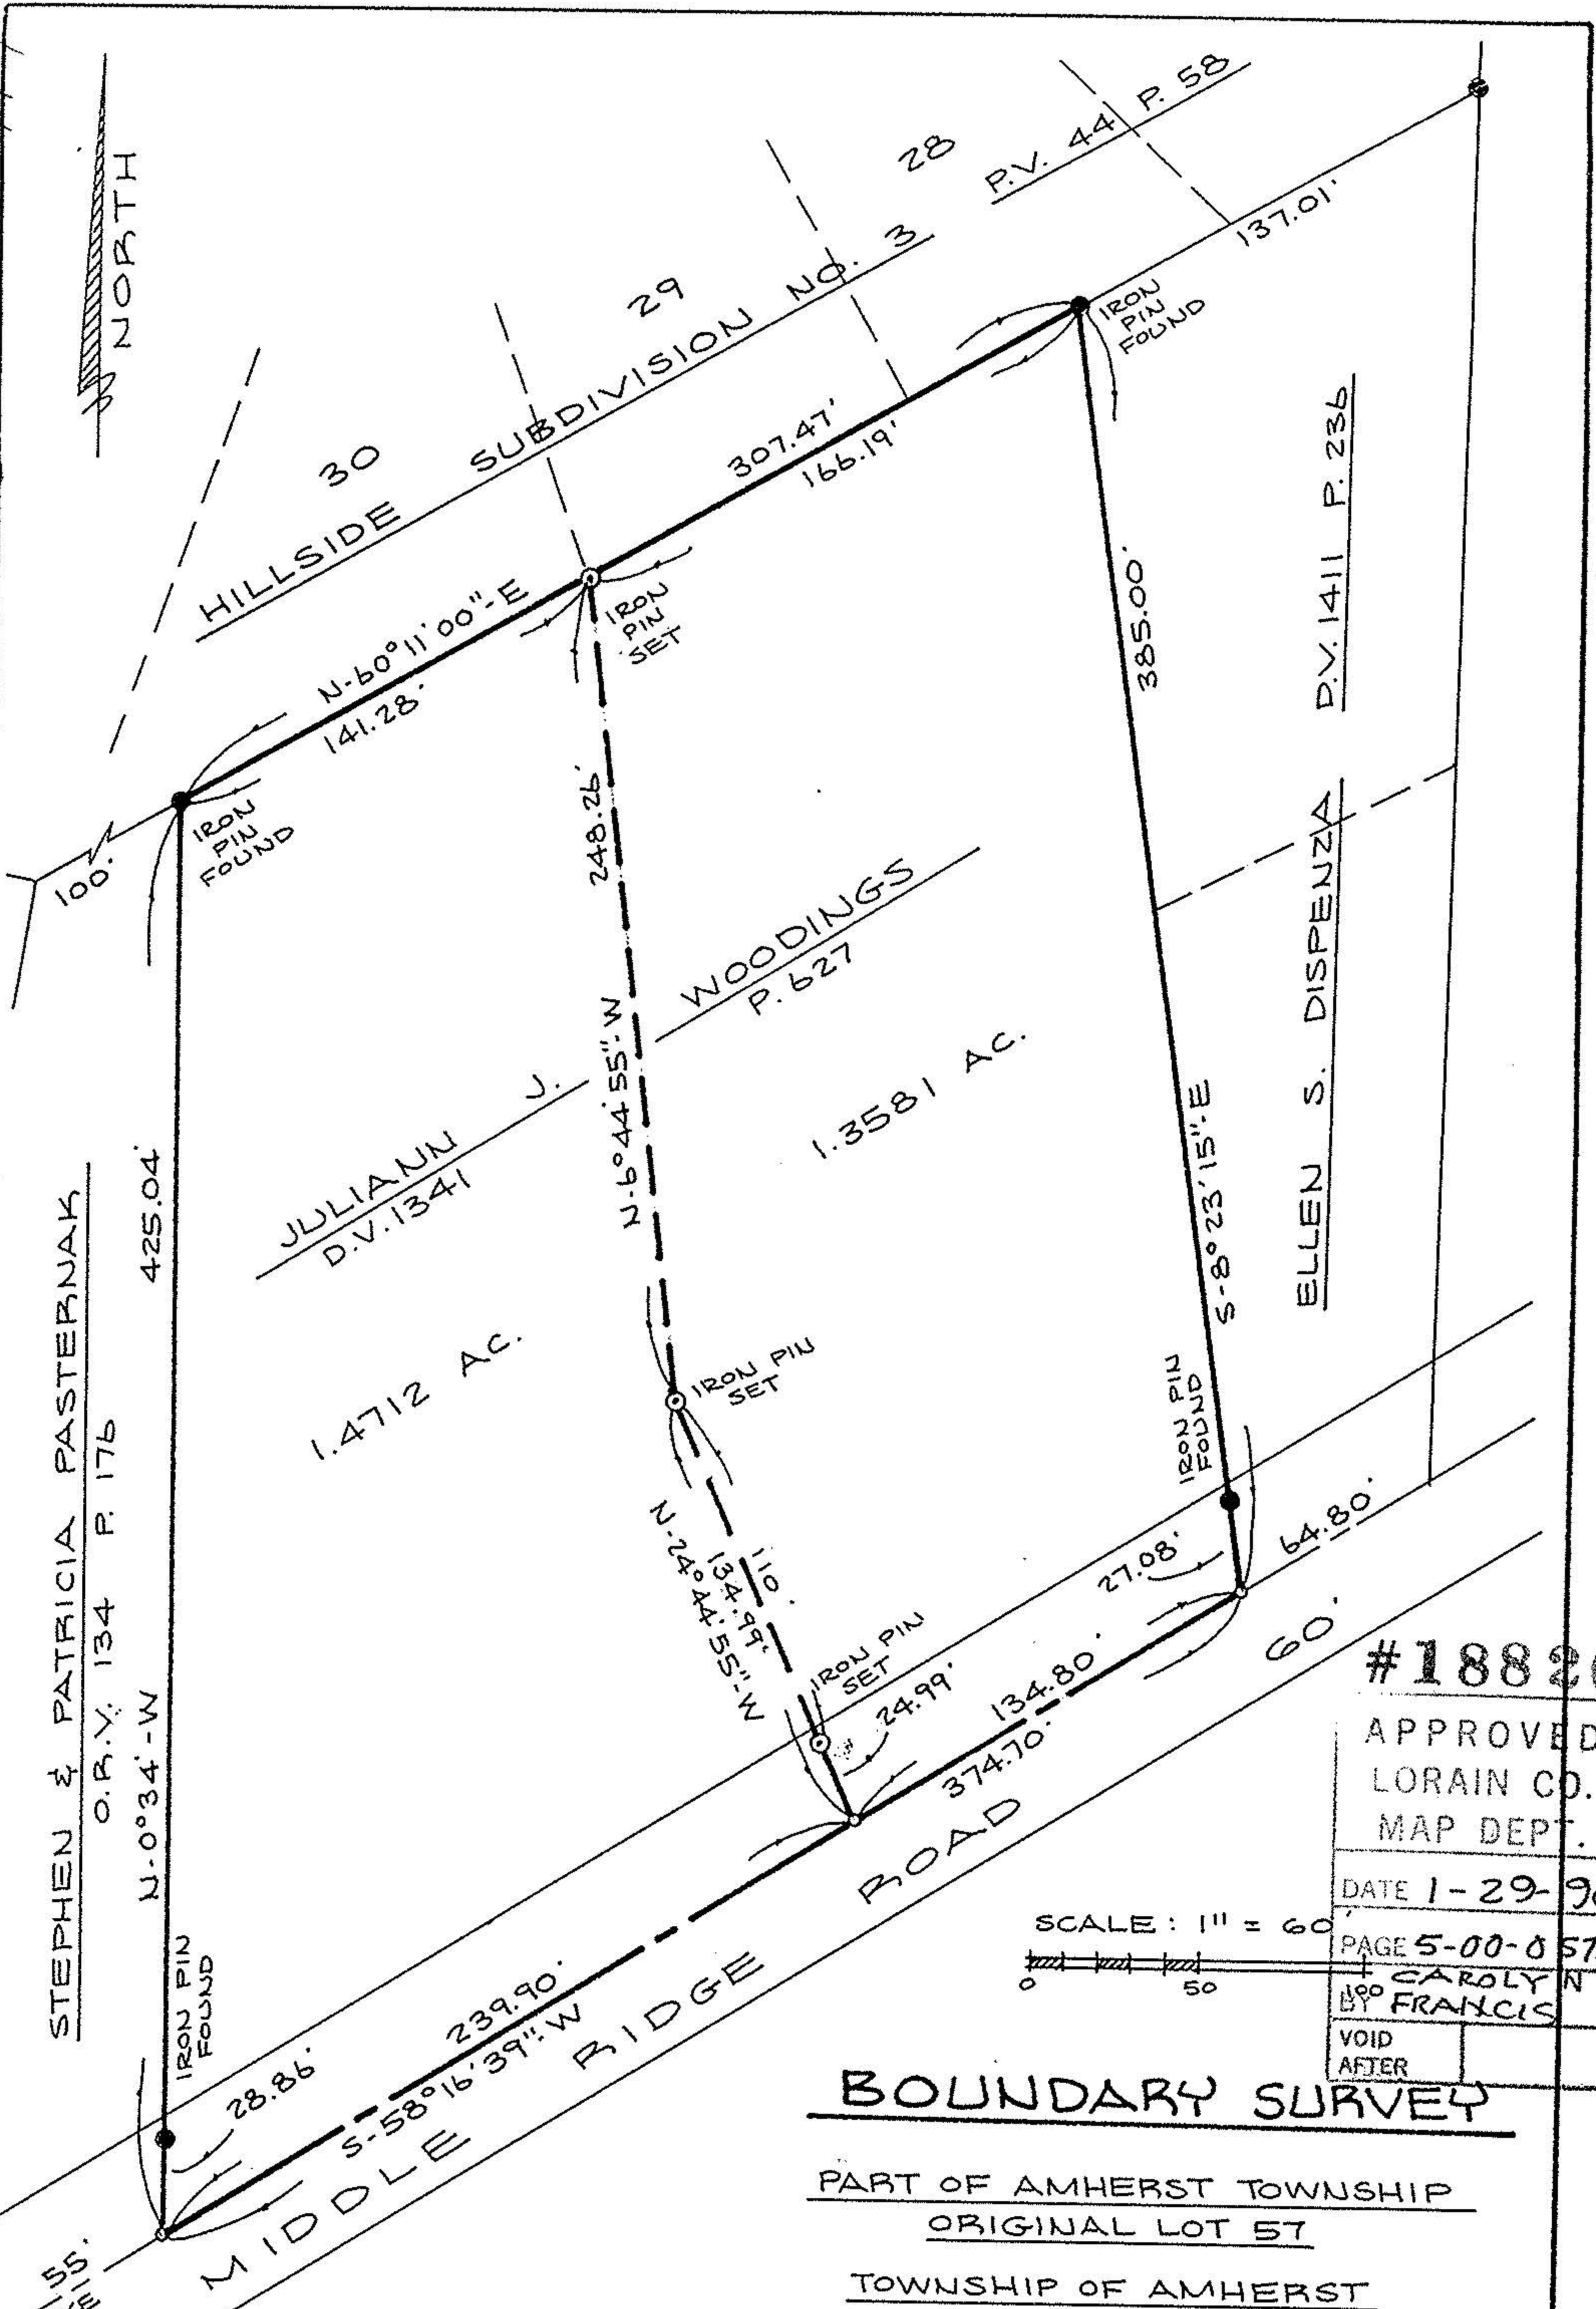 NORTH
P.V. 44 P. 58
28
29
30
HILLSIDE SUBDIVISION NO. 3
137.01'
IRON
PIN
FOUND
307.47'
166.19'
N-60°11'00"-E
141.28'
IRON
PIN
SET
IRON
PIN
FOUND
100'
248.26'
N-6°44'55"-W
385.00'
S-8°23'15"-E
D.V. 1411 P. 236
ELLEN S. DISPENZA
JULIANN J. WOODINGS
D.V. 1341 P. 627
1.3581 AC.
1.4712 AC.
425.04'
N-0°34'-W
STEPHEN & PATRICIA PASTERNAK
O.R.V. 134 P. 176
IRON PIN
SET
110'
134.99'
N-24°44'55"-W
IRON PIN
SET
24.99'
IRON PIN
FOUND
27.08'
64.80'
60'
134.80'
374.70'
239.90'
S-58°16'39"-W
MIDDLE RIDGE ROAD
IRON PIN
FOUND
28.86'
55'
APPROVED
LORAIN CO.
MAP DEPT.
DATE 1-29-9
PAGE 5-00-057
BY CAROLYN
FRANCIS
VOID
AFTER
SCALE: 1" = 60'
0 50 100
BOUNDARY SURVEY
PART OF AMHERST TOWNSHIP
ORIGINAL LOT 57
TOWNSHIP OF AMHERST